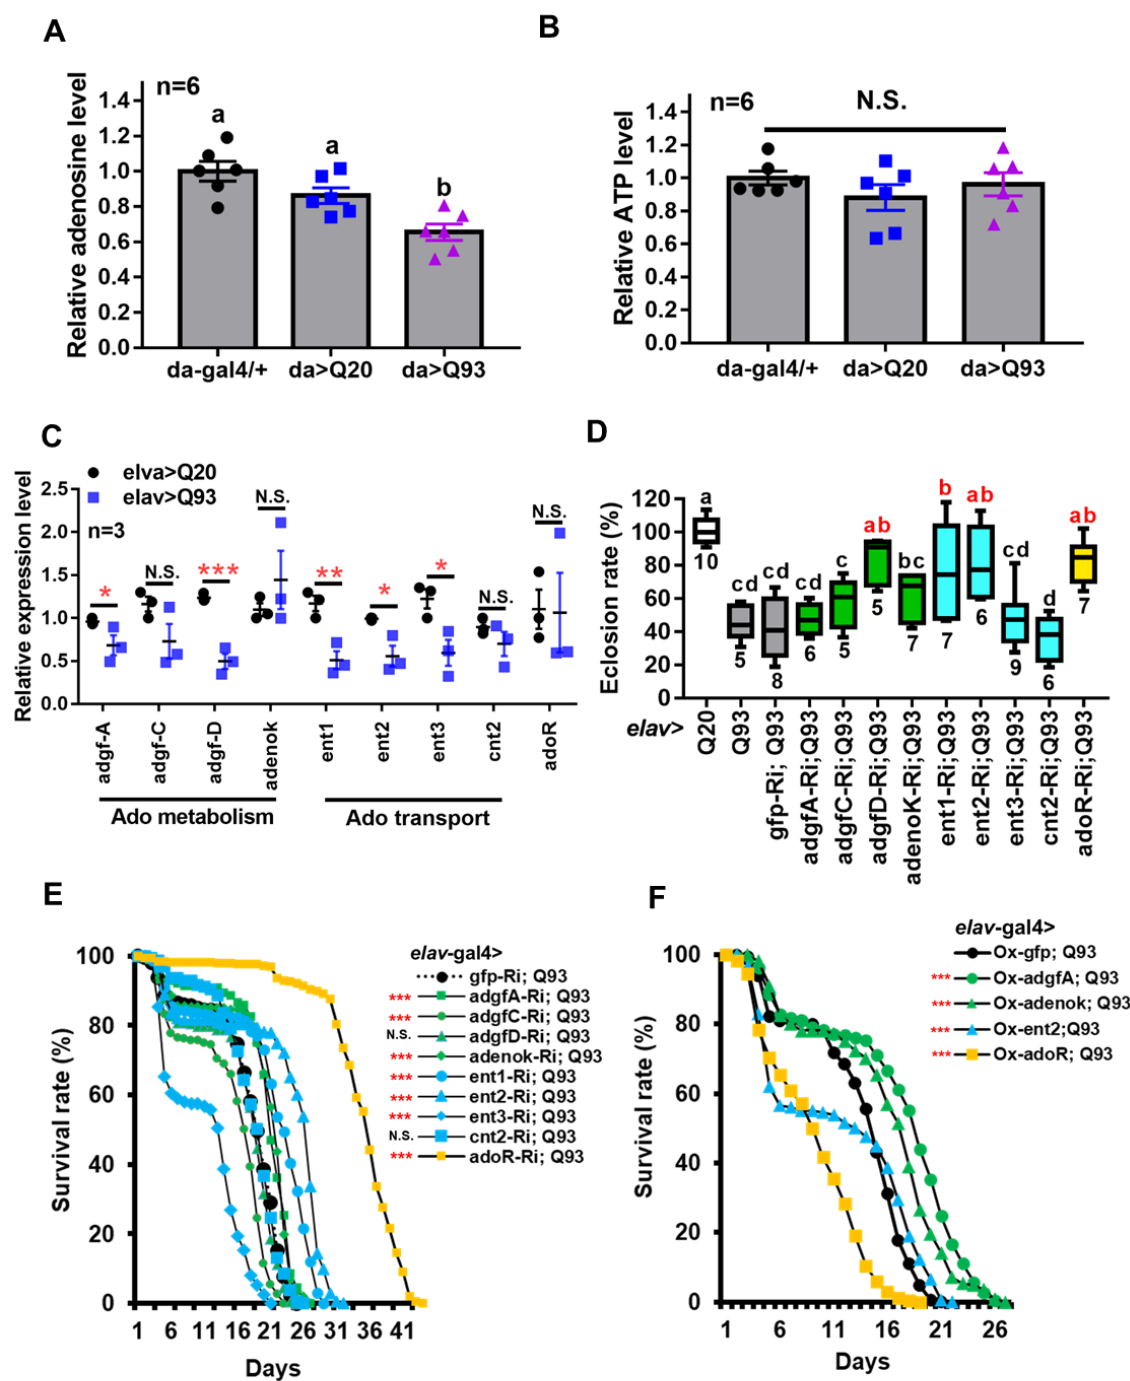 A
Relative adenosine level
n=6
1.4
1.2
1.0
0.8
0.6
0.4
0.2
0.0
a
a
b
da-gal4/+
da>Q20
da>Q93
B
Relative ATP level
n=6
N.S.
1.4
1.2
1.0
0.8
0.6
0.4
0.2
0.0
da-gal4/+
da>Q20
da>Q93
C
Relative expression level
elva>Q20
elav>Q93
n=3
2.5
2.0
1.5
1.0
0.5
0.0
*
N.S.
***
N.S.
**
*
*
N.S.
N.S.
adgf-A
adgf-C
adgf-D
adenok
ent1
ent2
ent3
cnt2
adoR
Ado metabolism
Ado transport
D
Eclosion rate (%)
120
100
80
60
40
20
0
a
cd
cd
cd
c
ab
bc
b
ab
cd
d
ab
10
5
8
6
5
5
7
7
6
9
6
7
elav>
Q20
Q93
gfp-Ri; Q93
adgfA-Ri;Q93
adgfC-Ri;Q93
adgfD-Ri;Q93
adenoK-Ri;Q93
ent1-Ri;Q93
ent2-Ri;Q93
ent3-Ri;Q93
cnt2-Ri;Q93
adoR-Ri;Q93
E
Survival rate (%)
100
80
60
40
20
0
1 6 11 16 21 26 31 36 41
Days
elav-gal4>
gfp-Ri; Q93
*** adgfA-Ri; Q93
*** adgfC-Ri; Q93
N.S. adgfD-Ri; Q93
*** adenok-Ri; Q93
*** ent1-Ri; Q93
*** ent2-Ri; Q93
*** ent3-Ri; Q93
N.S. cnt2-Ri; Q93
*** adoR-Ri; Q93
F
Survival rate (%)
100
80
60
40
20
0
1 6 11 16 21 26
Days
elav-gal4>
Ox-gfp; Q93
*** Ox-adgfA; Q93
*** Ox-adenok; Q93
*** Ox-ent2;Q93
*** Ox-adoR; Q93